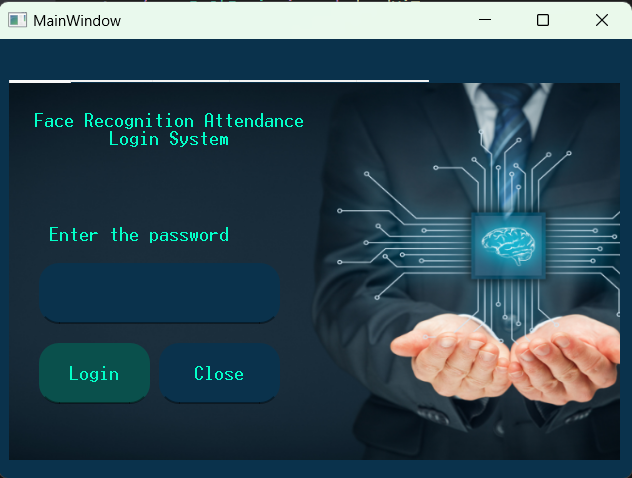 MainWindow
Face Recognition Attendance
Login System
Enter the password
Login
Close